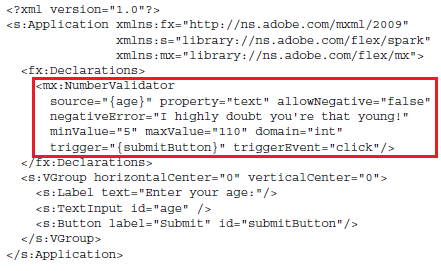 <?xml version="1.0"?>
<s:Application xmlns:fx="http://ns.adobe.com/mxml/2009"
xmlns:s="library://ns.adobe.com/flex/spark"
xmlns:mx="library://ns.adobe.com/flex/mx">
<fx:Declarations>
<mx:NumberValidator
source="{age}" property="text" allowNegative="false"
negativeError="I highly doubt you're that young!"
minValue="5" maxValue="110" domain="int"
trigger="{submitButton}" triggerEvent="click"/>
</fx:Declarations>
<s:VGroup horizontalCenter="0" verticalCenter="0">
<s:Label text="Enter your age:"/>
<s:TextInput id="age" />
<s:Button label="Submit" id="submitButton"/>
</s:VGroup>
</s:Application>